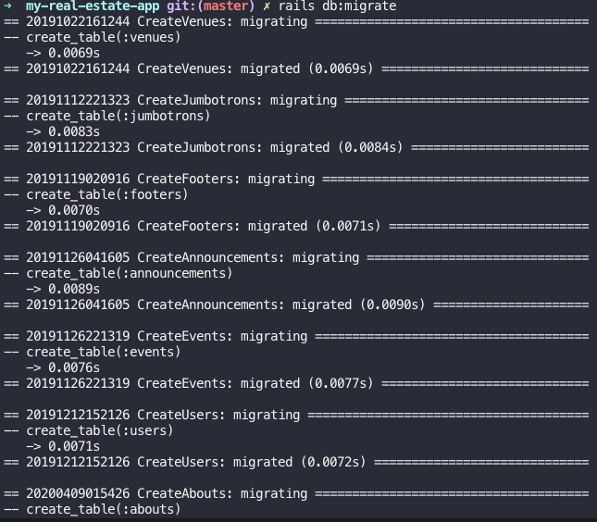 ➜  my-real-estate-app git:(master) ✗ rails db:migrate
== 20191022161244 CreateVenues: migrating =====================================
-- create_table(:venues)
   -> 0.0069s
== 20191022161244 CreateVenues: migrated (0.0069s) ============================
== 20191112221323 CreateJumbotrons: migrating =================================
-- create_table(:jumbotrons)
   -> 0.0083s
== 20191112221323 CreateJumbotrons: migrated (0.0084s) ========================
== 20191119020916 CreateFooters: migrating ====================================
-- create_table(:footers)
   -> 0.0070s
== 20191119020916 CreateFooters: migrated (0.0071s) ===========================
== 20191126041605 CreateAnnouncements: migrating ==============================
-- create_table(:announcements)
   -> 0.0089s
== 20191126041605 CreateAnnouncements: migrated (0.0090s) =====================
== 20191126221319 CreateEvents: migrating =====================================
-- create_table(:events)
   -> 0.0076s
== 20191126221319 CreateEvents: migrated (0.0077s) ============================
== 20191212152126 CreateUsers: migrating ======================================
-- create_table(:users)
   -> 0.0071s
== 20191212152126 CreateUsers: migrated (0.0072s) =============================
== 20200409015426 CreateAbouts: migrating =====================================
-- create_table(:abouts)